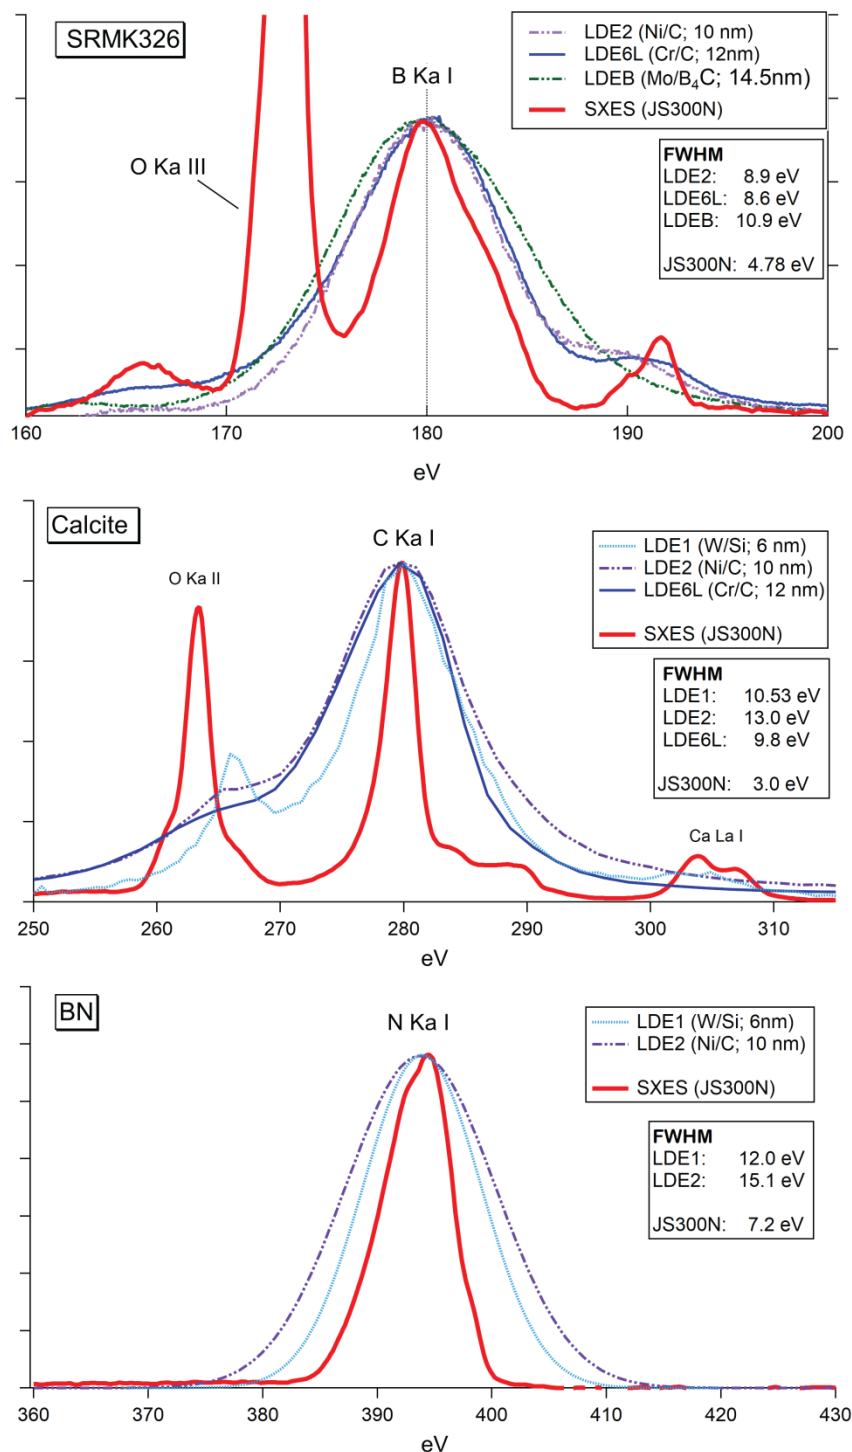 SRMK326
LDE2 (Ni/C; 10 nm)
LDE6L (Cr/C; 12nm)
LDEB (Mo/B₄C; 14.5nm)
SXES (JS300N)
B Ka I
O Ka III
FWHM
LDE2: 8.9 eV
LDE6L: 8.6 eV
LDEB: 10.9 eV
JS300N: 4.78 eV
160 170 180 190 200
eV
Calcite
C Ka I
LDE1 (W/Si; 6 nm)
LDE2 (Ni/C; 10 nm)
LDE6L (Cr/C; 12 nm)
SXES (JS300N)
O Ka II
FWHM
LDE1: 10.53 eV
LDE2: 13.0 eV
LDE6L: 9.8 eV
JS300N: 3.0 eV
Ca La I
250 260 270 280 290 300 310
eV
BN
N Ka I
LDE1 (W/Si; 6nm)
LDE2 (Ni/C; 10 nm)
SXES (JS300N)
FWHM
LDE1: 12.0 eV
LDE2: 15.1 eV
JS300N: 7.2 eV
360 370 380 390 400 410 420 430
eV